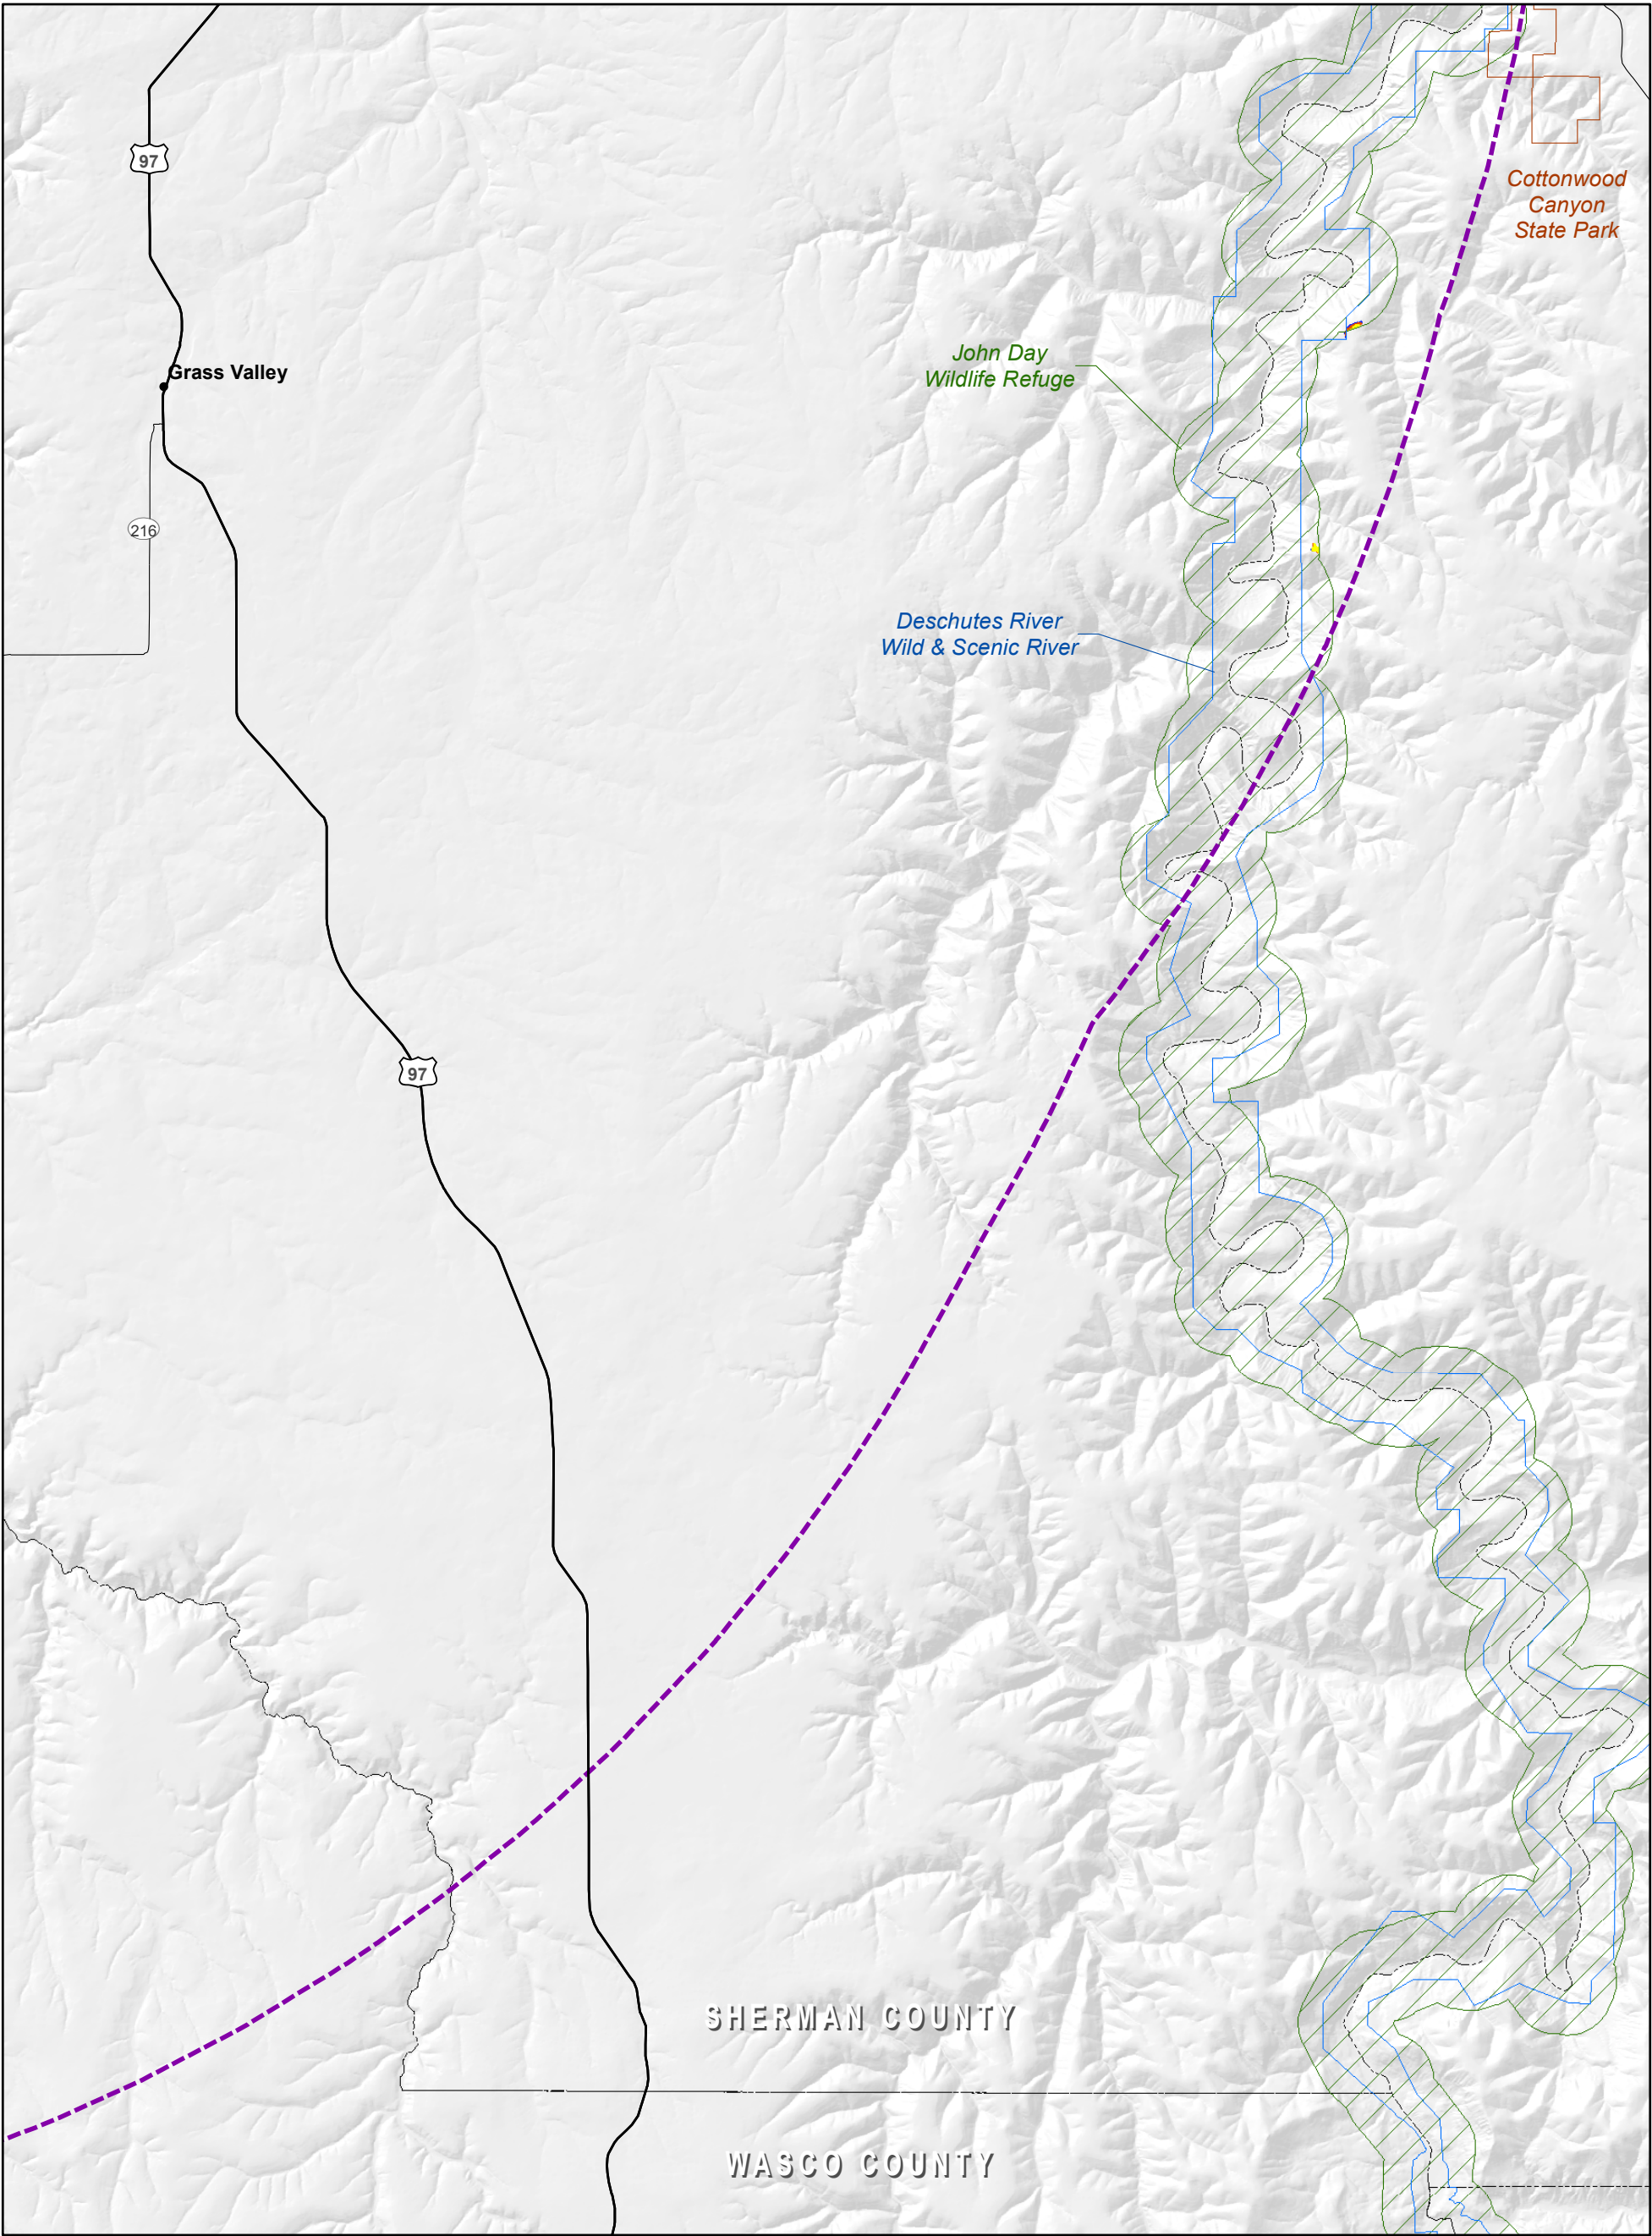 97
Cottonwood
Canyon
State Park
John Day
Wildlife Refuge
Grass Valley
216
Deschutes River
Wild & Scenic River
97
SHERMAN COUNTY
WASCO COUNTY